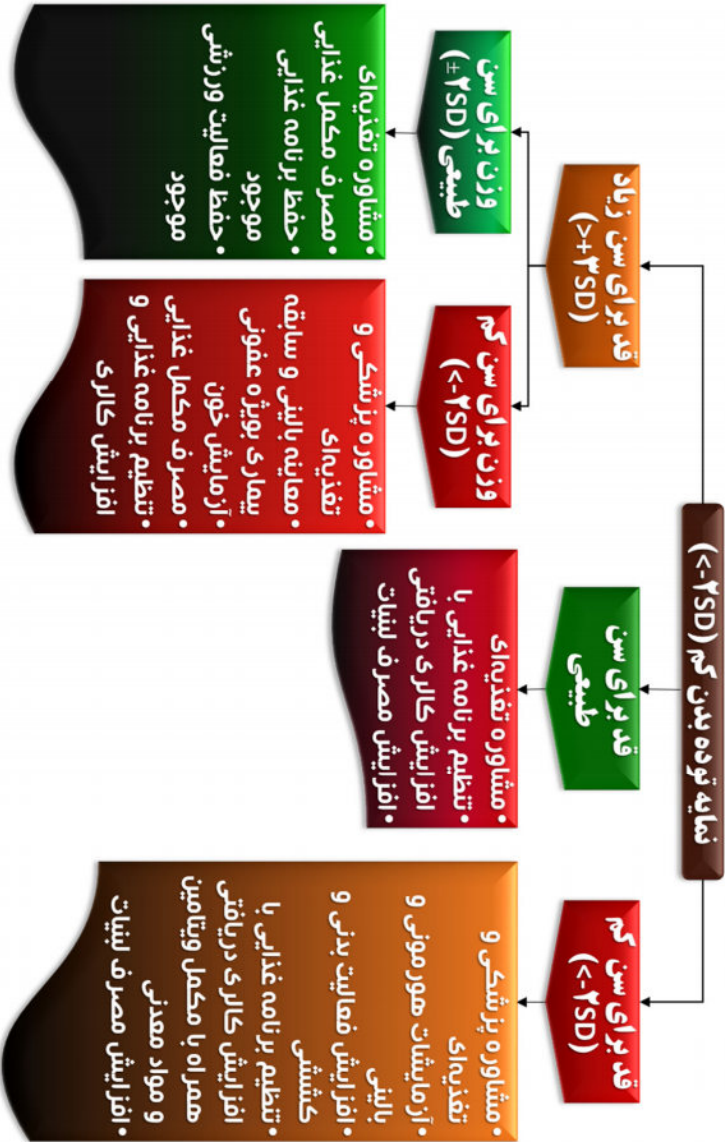 نمایه توده بدن کم (<-۲SD)
قد برای سن کم
(<-۲SD)
• مشاوره پزشکی و
تغذیه‌ای
• آزمایشات هورمونی و
بالینی
• افزایش فعالیت بدنی و
کششی
• تنظیم برنامه غذایی با
افزایش کالری دریافتی
همراه با مکمل ویتامین
و مواد معدنی
• افزایش مصرف لبنیات
قد برای سن
طبیعی
• مشاوره تغذیه‌ای
• تنظیم برنامه غذایی با
افزایش کالری دریافتی
• افزایش مصرف لبنیات
قد برای سن زیاد
(>+۳SD)
وزن برای سن کم
(<-۲SD)
• مشاوره پزشکی و
تغذیه‌ای
• معاینه بالینی و سابقه
بیماری بویژه عفونی
• آزمایش خون
• مصرف مکمل غذایی
• تنظیم برنامه غذایی و
افزایش کالری
وزن برای سن
طبیعی (±۲SD)
• مشاوره تغذیه‌ای
• مصرف مکمل غذایی
• حفظ برنامه غذایی
موجود
• حفظ فعالیت ورزشی
موجود